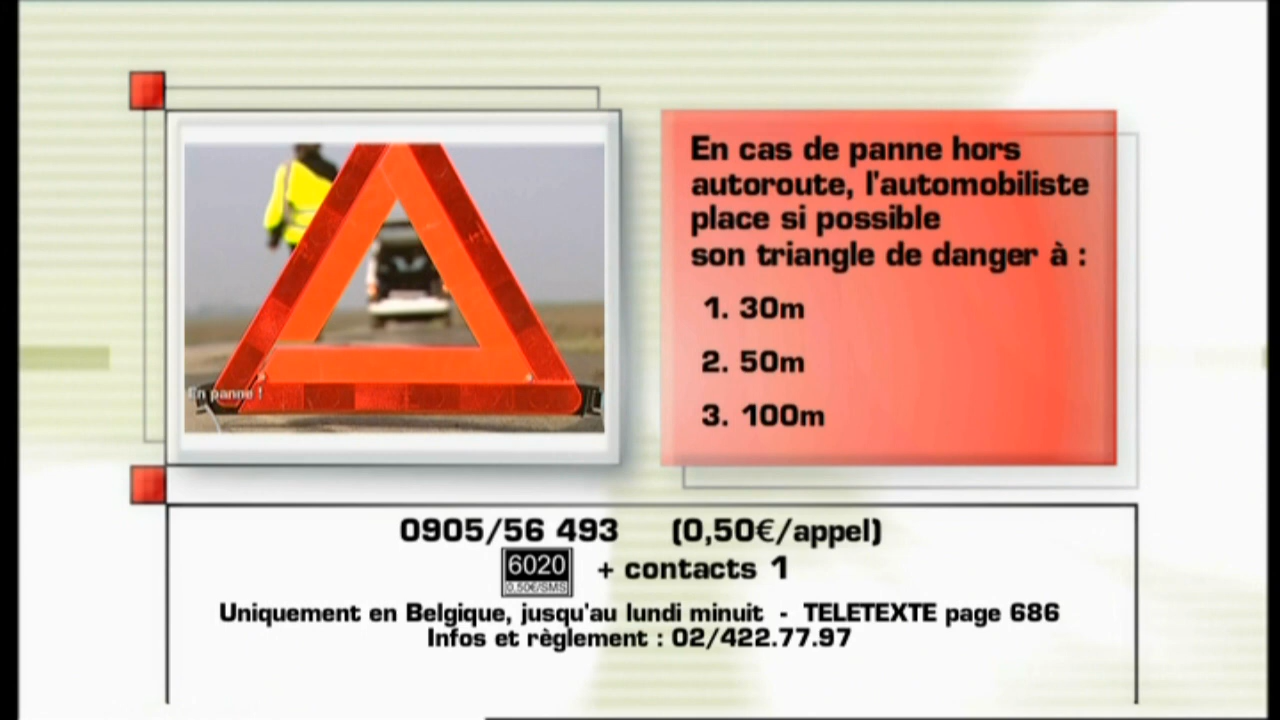 En panne !
En cas de panne hors
autoroute, l'automobiliste
place si possible
son triangle de danger à :
1. 30m
2. 50m
3. 100m
0905/56 493 (0,50€/appel)
6020
0,50€/SMS
+ contacts 1
Uniquement en Belgique, jusqu'au lundi minuit - TELETEXTE page 686
Infos et règlement : 02/422.77.97